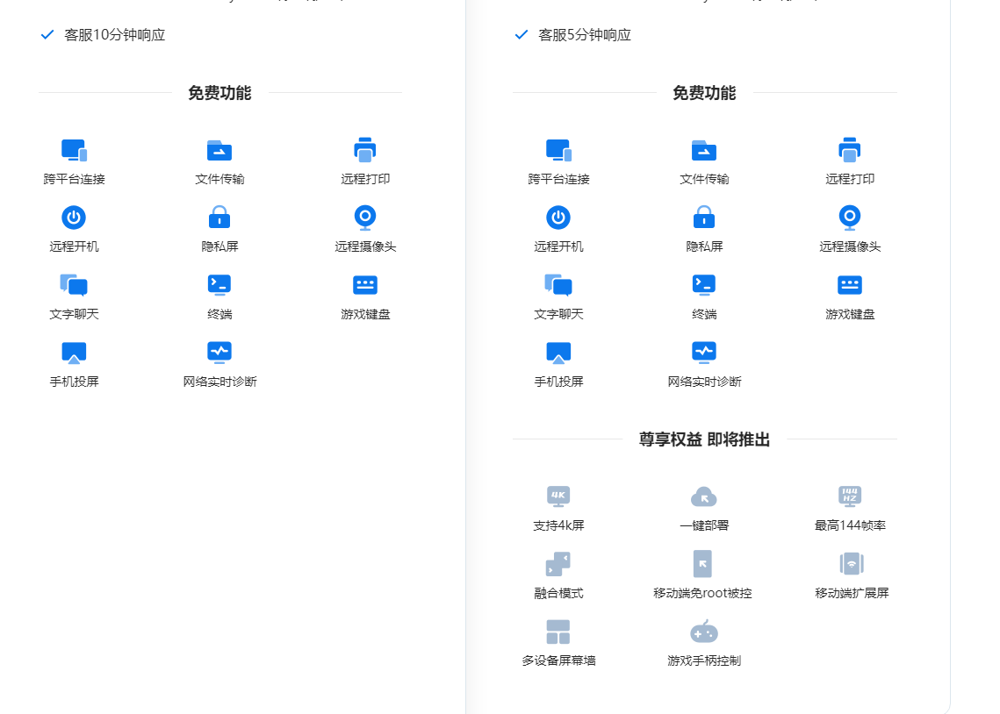 客服10分钟响应
免费功能
跨平台连接 文件传输 远程打印
远程开机 隐私屏 远程摄像头
文字聊天 终端 游戏键盘
手机投屏 网络实时诊断
客服5分钟响应
免费功能
跨平台连接 文件传输 远程打印
远程开机 隐私屏 远程摄像头
文字聊天 终端 游戏键盘
手机投屏 网络实时诊断
尊享权益 即将推出
4K
144
HZ
支持4k屏 一键部署 最高144帧率
融合模式 移动端免root被控 移动端扩展屏
多设备屏幕墙 游戏手柄控制